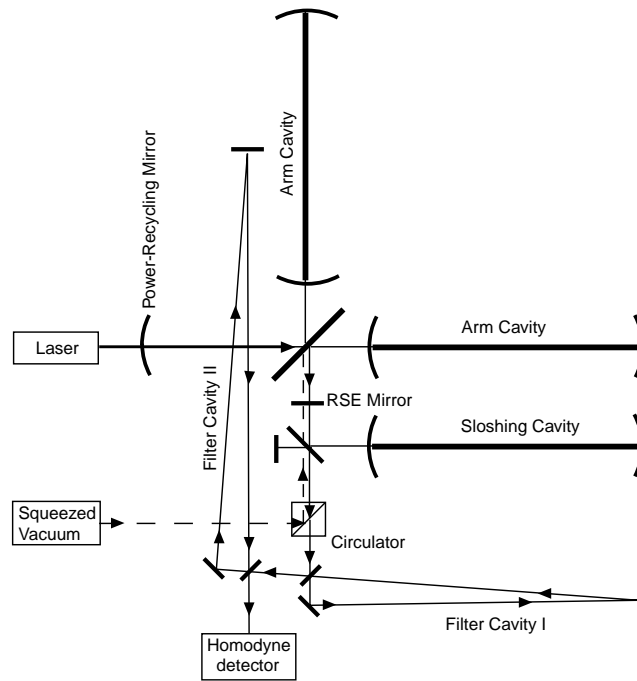 Arm Cavity
Power-Recycling Mirror
Laser
Arm Cavity
RSE Mirror
Filter Cavity II
Sloshing Cavity
Squeezed
Vacuum
Circulator
Filter Cavity I
Homodyne
detector